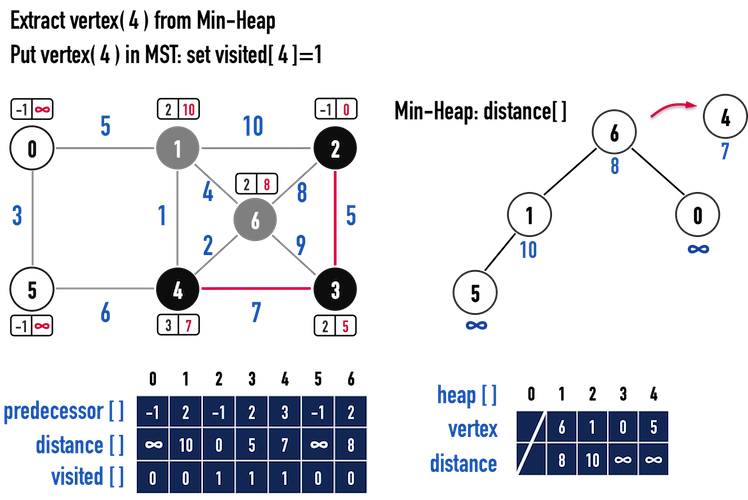 Extract vertex( 4 ) from Min-Heap
Put vertex( 4 ) in MST: set visited[ 4 ]=1
-1 ∞
2 10
-1 0
Min-Heap: distance[ ]
0 5 1 10 2
2 8
3 1 4 8 6 2 9 5
5 6 4 7 3
-1 ∞
3 7
2 5
6
8
4
7
1
10
0
∞
5
∞
0 1 2 3 4 5 6
predecessor [ ] -1 2 -1 2 3 -1 2
distance [ ] ∞ 10 0 5 7 ∞ 8
visited [ ] 0 0 1 1 1 0 0
heap [ ] 0 1 2 3 4
vertex 6 1 0 5
distance 8 10 ∞ ∞